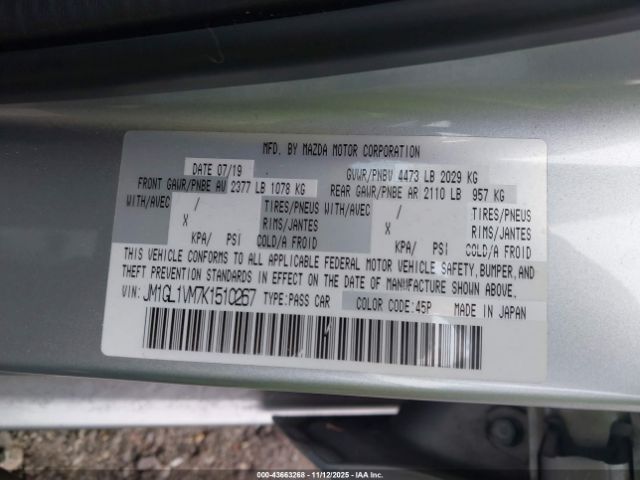 MFD. BY MAZDA MOTOR CORPORATION
DATE 07/19 GVWR/PNBV 4473 LB 2029 KG
FRONT GAWR/PNBE AV 2377 LB 1078 KG REAR GAWR/PNBE AR 2110 LB 957 KG
WITH/AVEC / TIRES/PNEUS WITH/AVEC / TIRES/PNEUS
X RIMS/JANTES X RIMS/JANTES
KPA/ PSI COLD/A FROID KPA/ PSI COLD/A FROID
THIS VEHICLE CONFORMS TO ALL APPLICABLE FEDERAL MOTOR VEHICLE SAFETY, BUMPER, AND
THEFT PREVENTION STANDARDS IN EFFECT ON THE DATE OF MANUFACTURE SHOWN ABOVE.
VIN: JM1GL1VM7K1510267 TYPE:PASS CAR COLOR CODE:45P MADE IN JAPAN
000-43663268 - 11/12/2025 - IAA Inc.